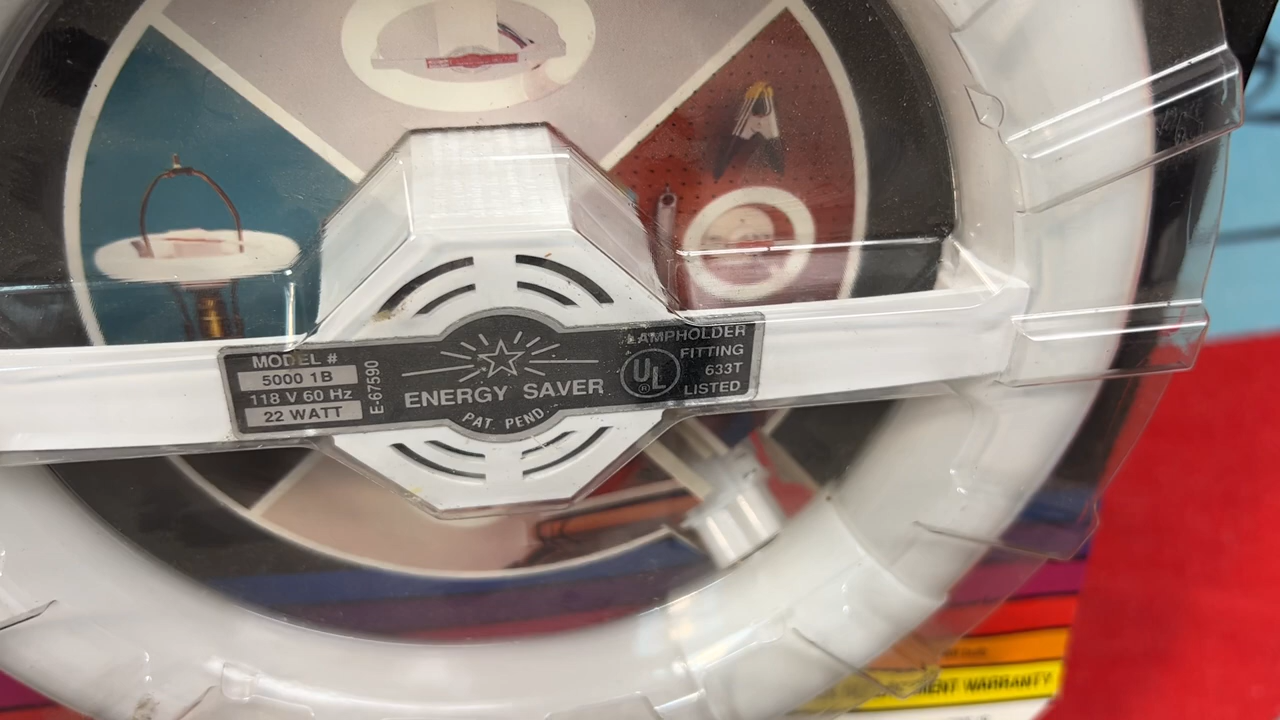 MODEL #
5000 1B
118 V 60 Hz
22 WATT
E-67590
ENERGY SAVER
PAT. PEND.
LAMPHOLDER
FITTING
633T
LISTED
UL
®
WARRANTY